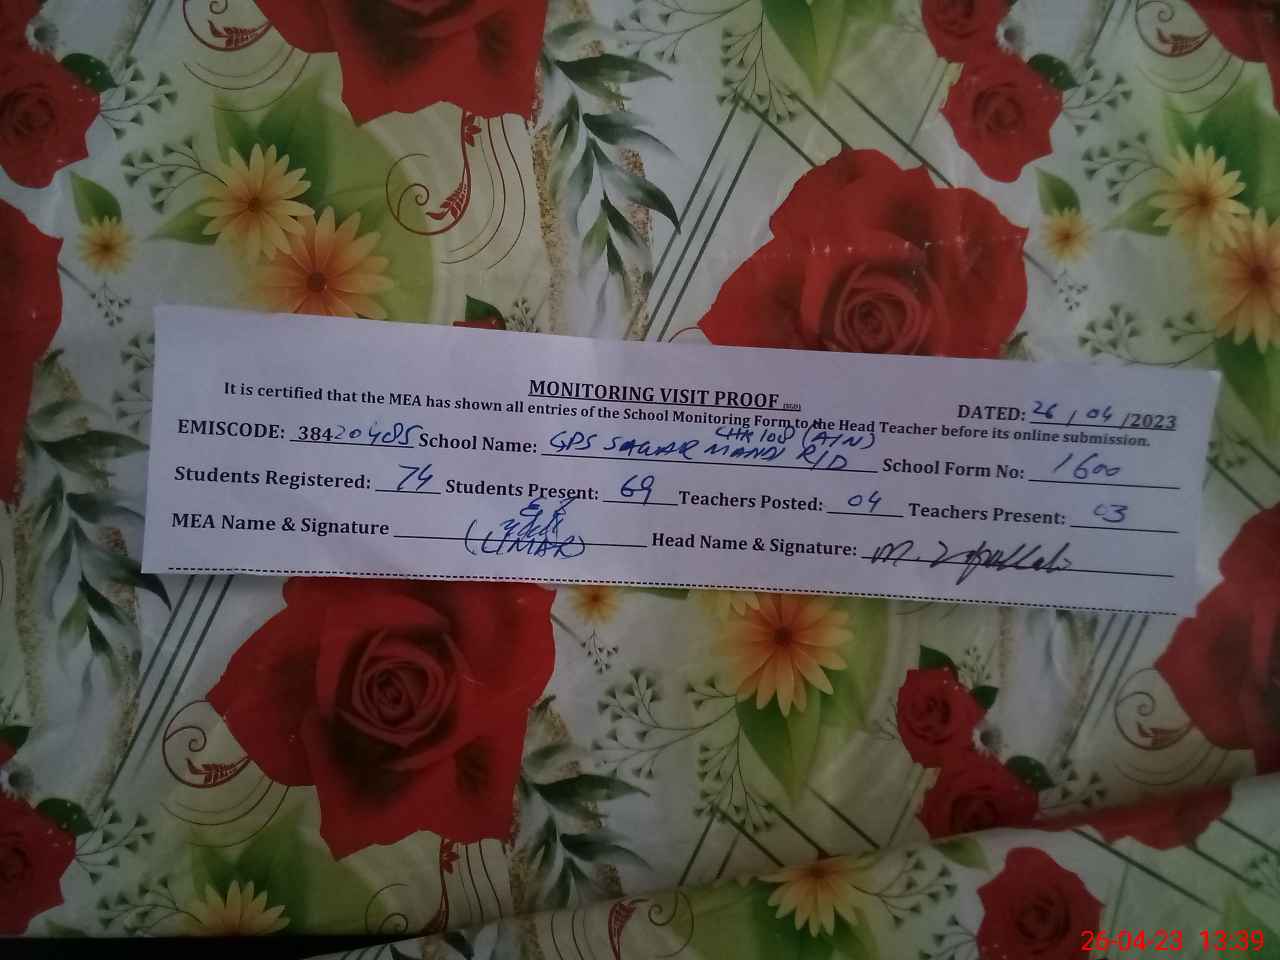 MONITORING VISIT PROOF (SGD)
DATED: 26 / 04 /2023
It is certified that the MEA has shown all entries of the School Monitoring Form to the Head Teacher before its online submission.
EMISCODE: 38420485 School Name: GPS SAGHAR MANDI R/D CHK 108 (A/N) School Form No: 1600
Students Registered: 74 Students Present: 69 Teachers Posted: 04 Teachers Present: 03
MEA Name & Signature (UMAR) Head Name & Signature: M.
26-04-23 13:39